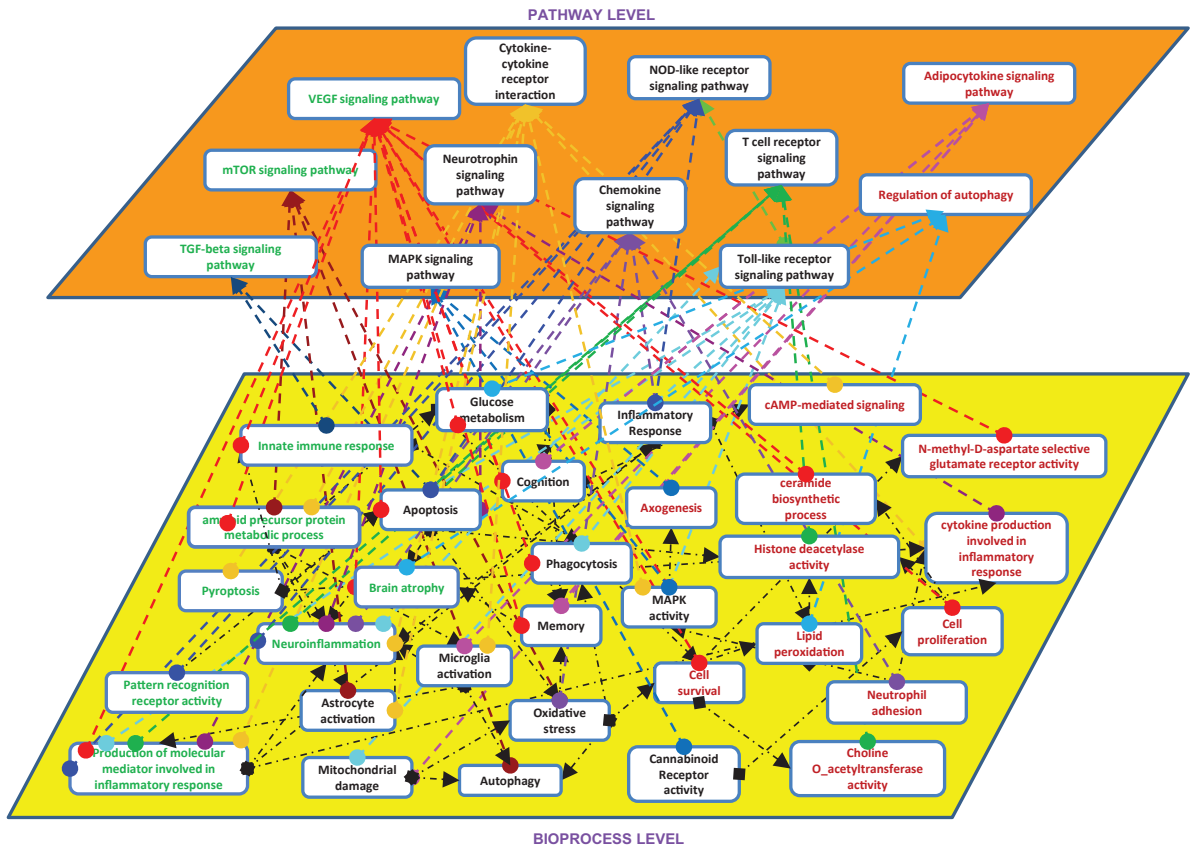 PATHWAY LEVEL
Cytokine-
cytokine
receptor
interaction
NOD-like receptor
signaling pathway
Adipocytokine signaling
pathway
VEGF signaling pathway
T cell receptor
signaling
pathway
mTOR signaling pathway
Neurotrophin
signaling
pathway
Chemokine
signaling
pathway
Regulation of autophagy
TGF-beta signaling
pathway
MAPK signaling
pathway
Toll-like receptor
signaling pathway
Glucose
metabolism
Inflammatory
Response
cAMP-mediated signaling
Innate immune response
N-methyl-D-aspartate selective
glutamate receptor activity
Cognition
ceramide
biosynthetic
process
Apoptosis
Axogenesis
amyloid precursor protein
metabolic process
cytokine production
involved in
inflammatory
response
Histone deacetylase
activity
Phagocytosis
Pyroptosis
Brain atrophy
MAPK
activity
Memory
Cell
proliferation
Neuroinflammation
Lipid
peroxidation
Microglia
activation
Cell
survival
Pattern recognition
receptor activity
Neutrophil
adhesion
Astrocyte
activation
Oxidative
stress
Production of molecular
mediator involved in
inflammatory response
Mitochondrial
damage
Autophagy
Cannabinoid
Receptor
activity
Choline
O_acetyltransferase
activity
BIOPROCESS LEVEL